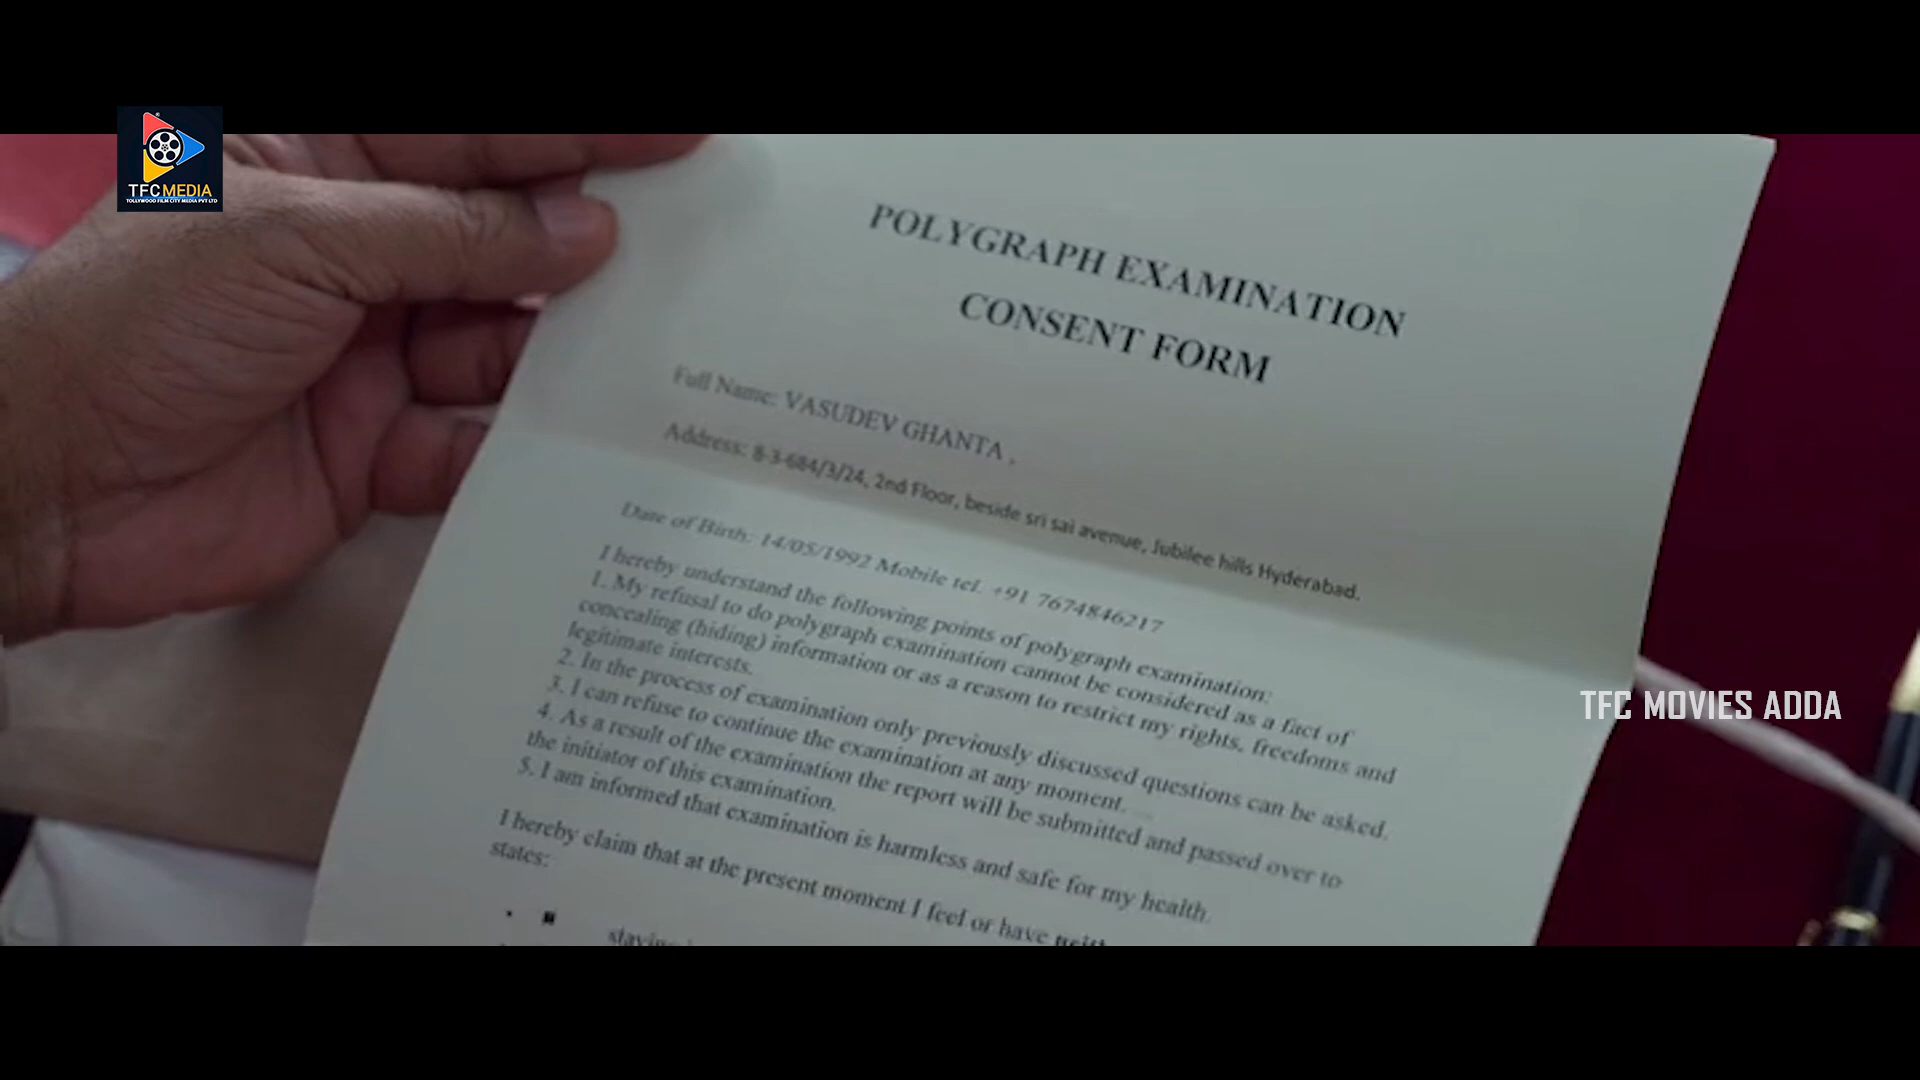 TFC MEDIA
TOLLYWOOD FILM CITY MEDIA PVT LTD
POLYGRAPH EXAMINATION
CONSENT FORM
Full Name: VASUDEV GHANTA .
Address: 8-3-684/3/24, 2nd Floor, beside sri sai avenue, Jubilee hills Hyderabad.
Date of Birth: 14/05/1992 Mobile tel. +91 7674846217
I hereby understand the following points of polygraph examination:
1. My refusal to do polygraph examination cannot be considered as a fact of
concealing (hiding) information or as a reason to restrict my rights, freedoms and
legitimate interests.
2. In the process of examination only previously discussed questions can be asked.
3. I can refuse to continue the examination at any moment.
4. As a result of the examination the report will be submitted and passed over to
the initiator of this examination.
5. I am informed that examination is harmless and safe for my health.
I hereby claim that at the present moment I feel or have
states:
TFC MOVIES ADDA